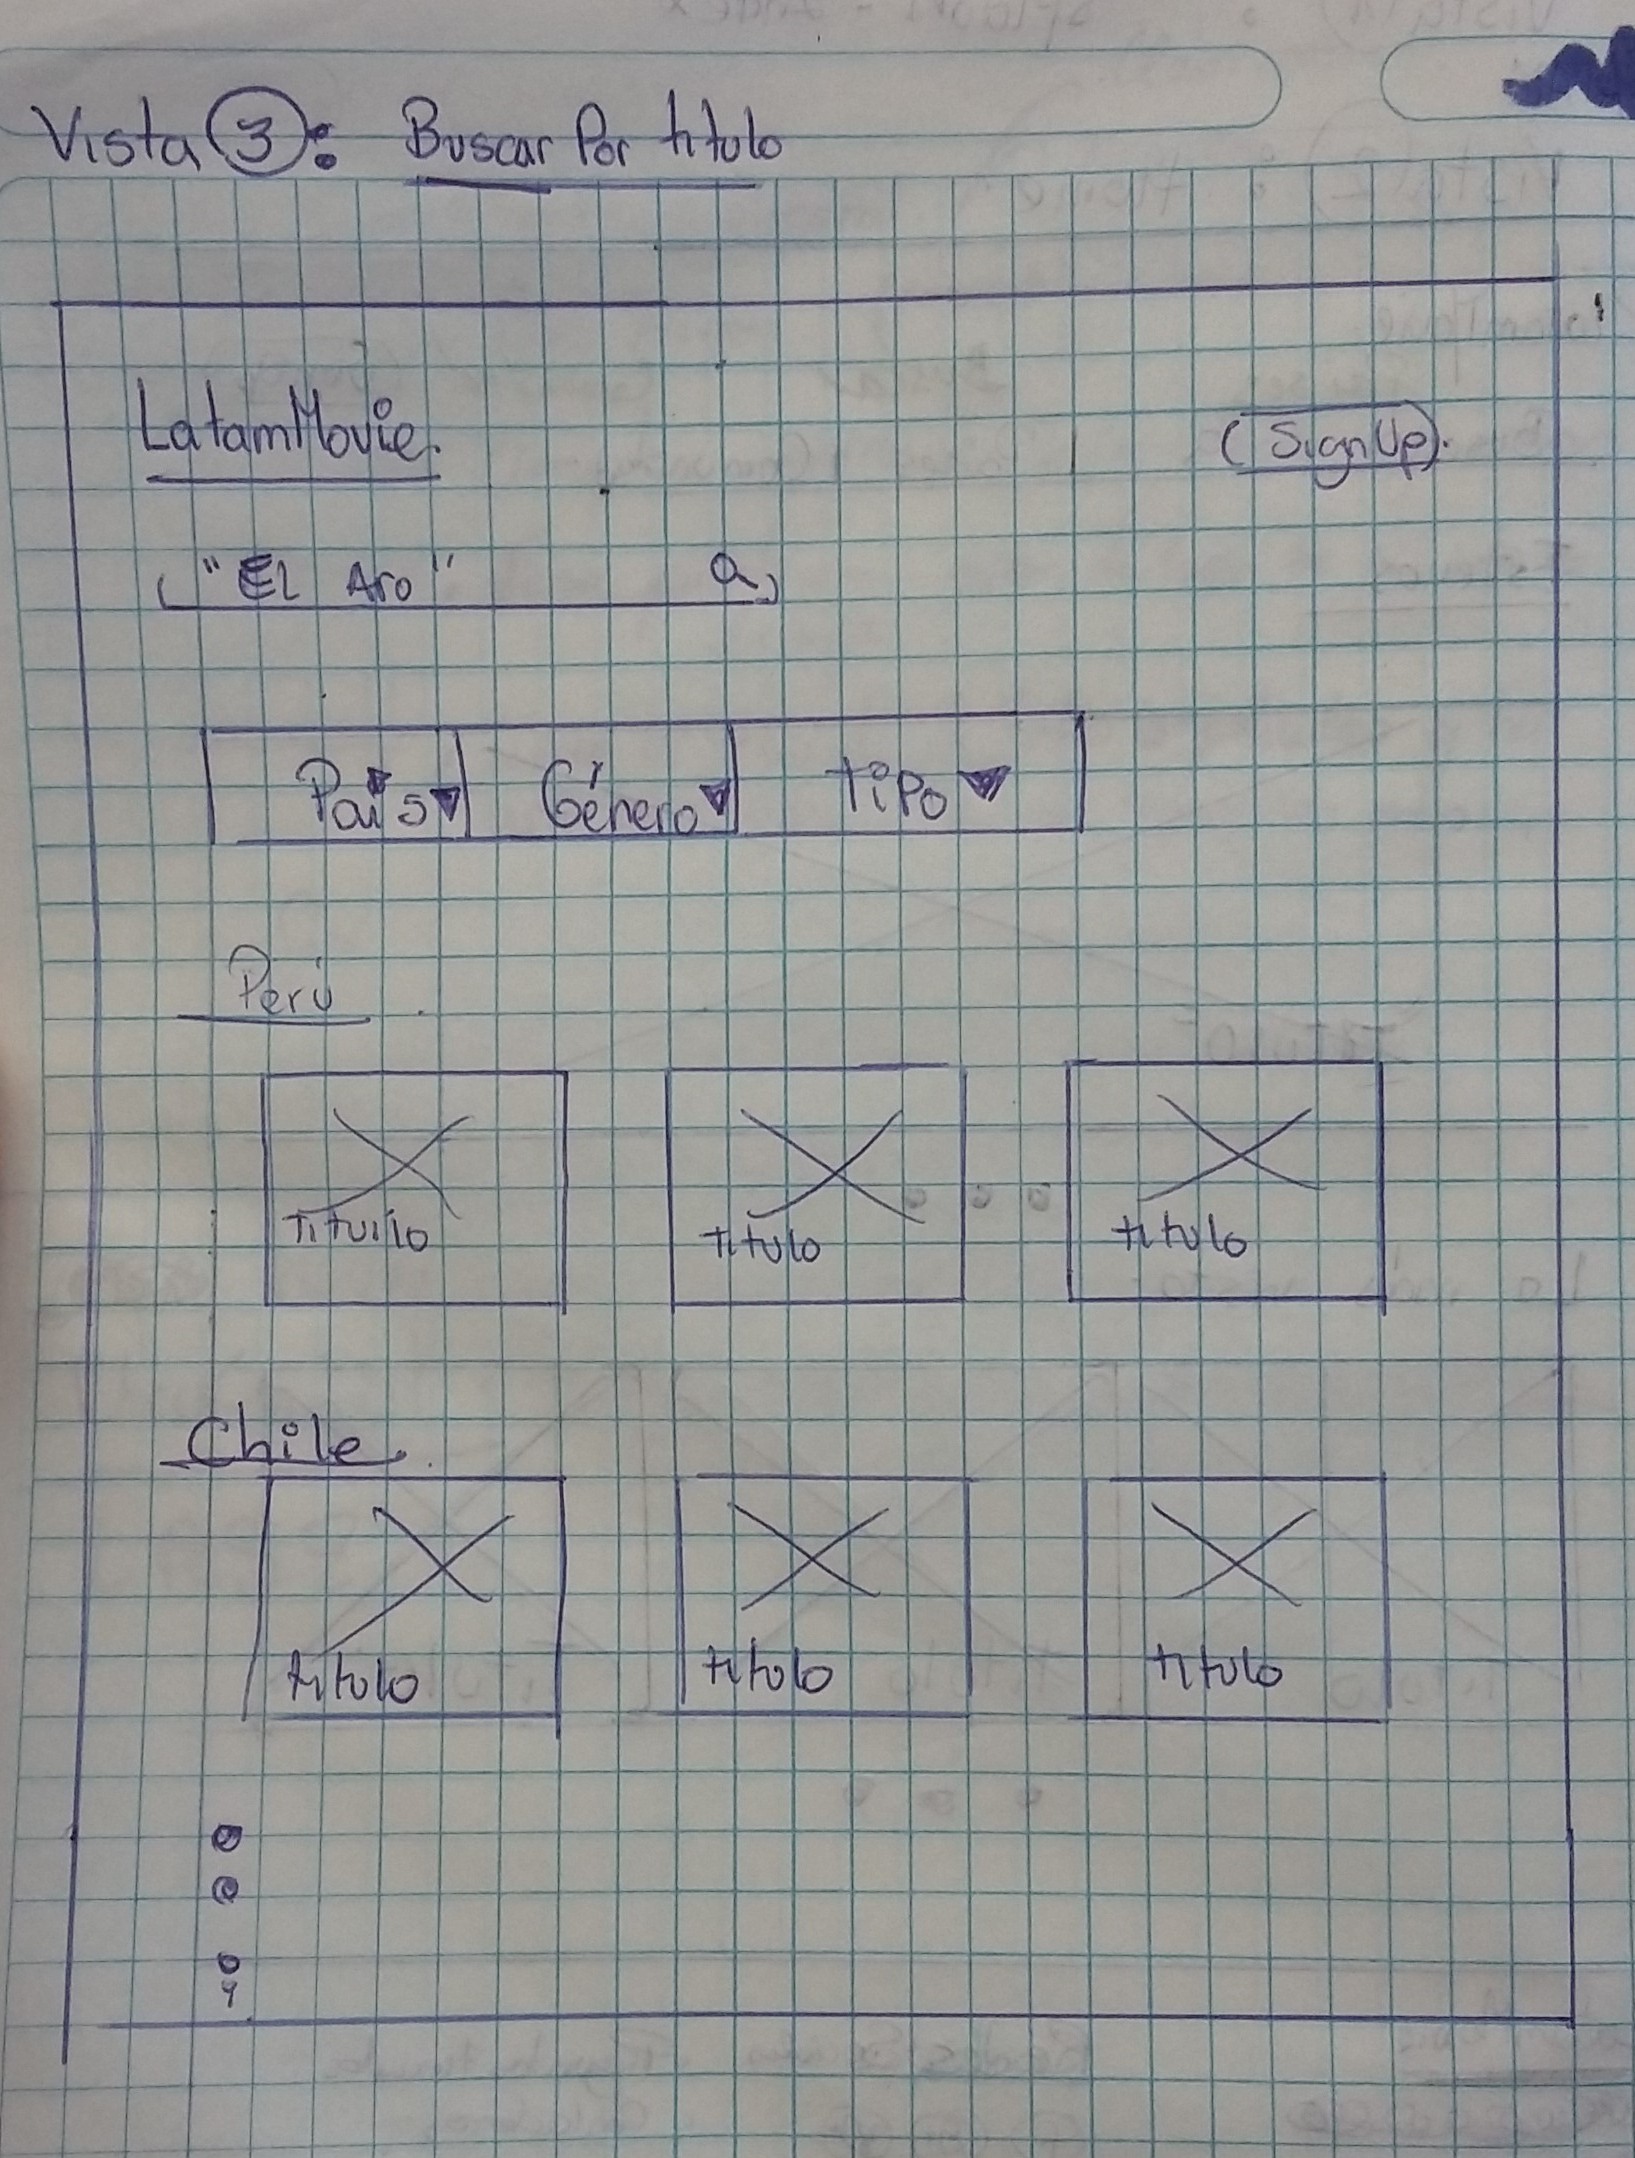 Vista 3: Buscar Por titulo
LatamMovie.
(SignUp).
"El Aro"
País Género tipo
Perú
Titulo titulo titulo
Chile
titulo titulo titulo